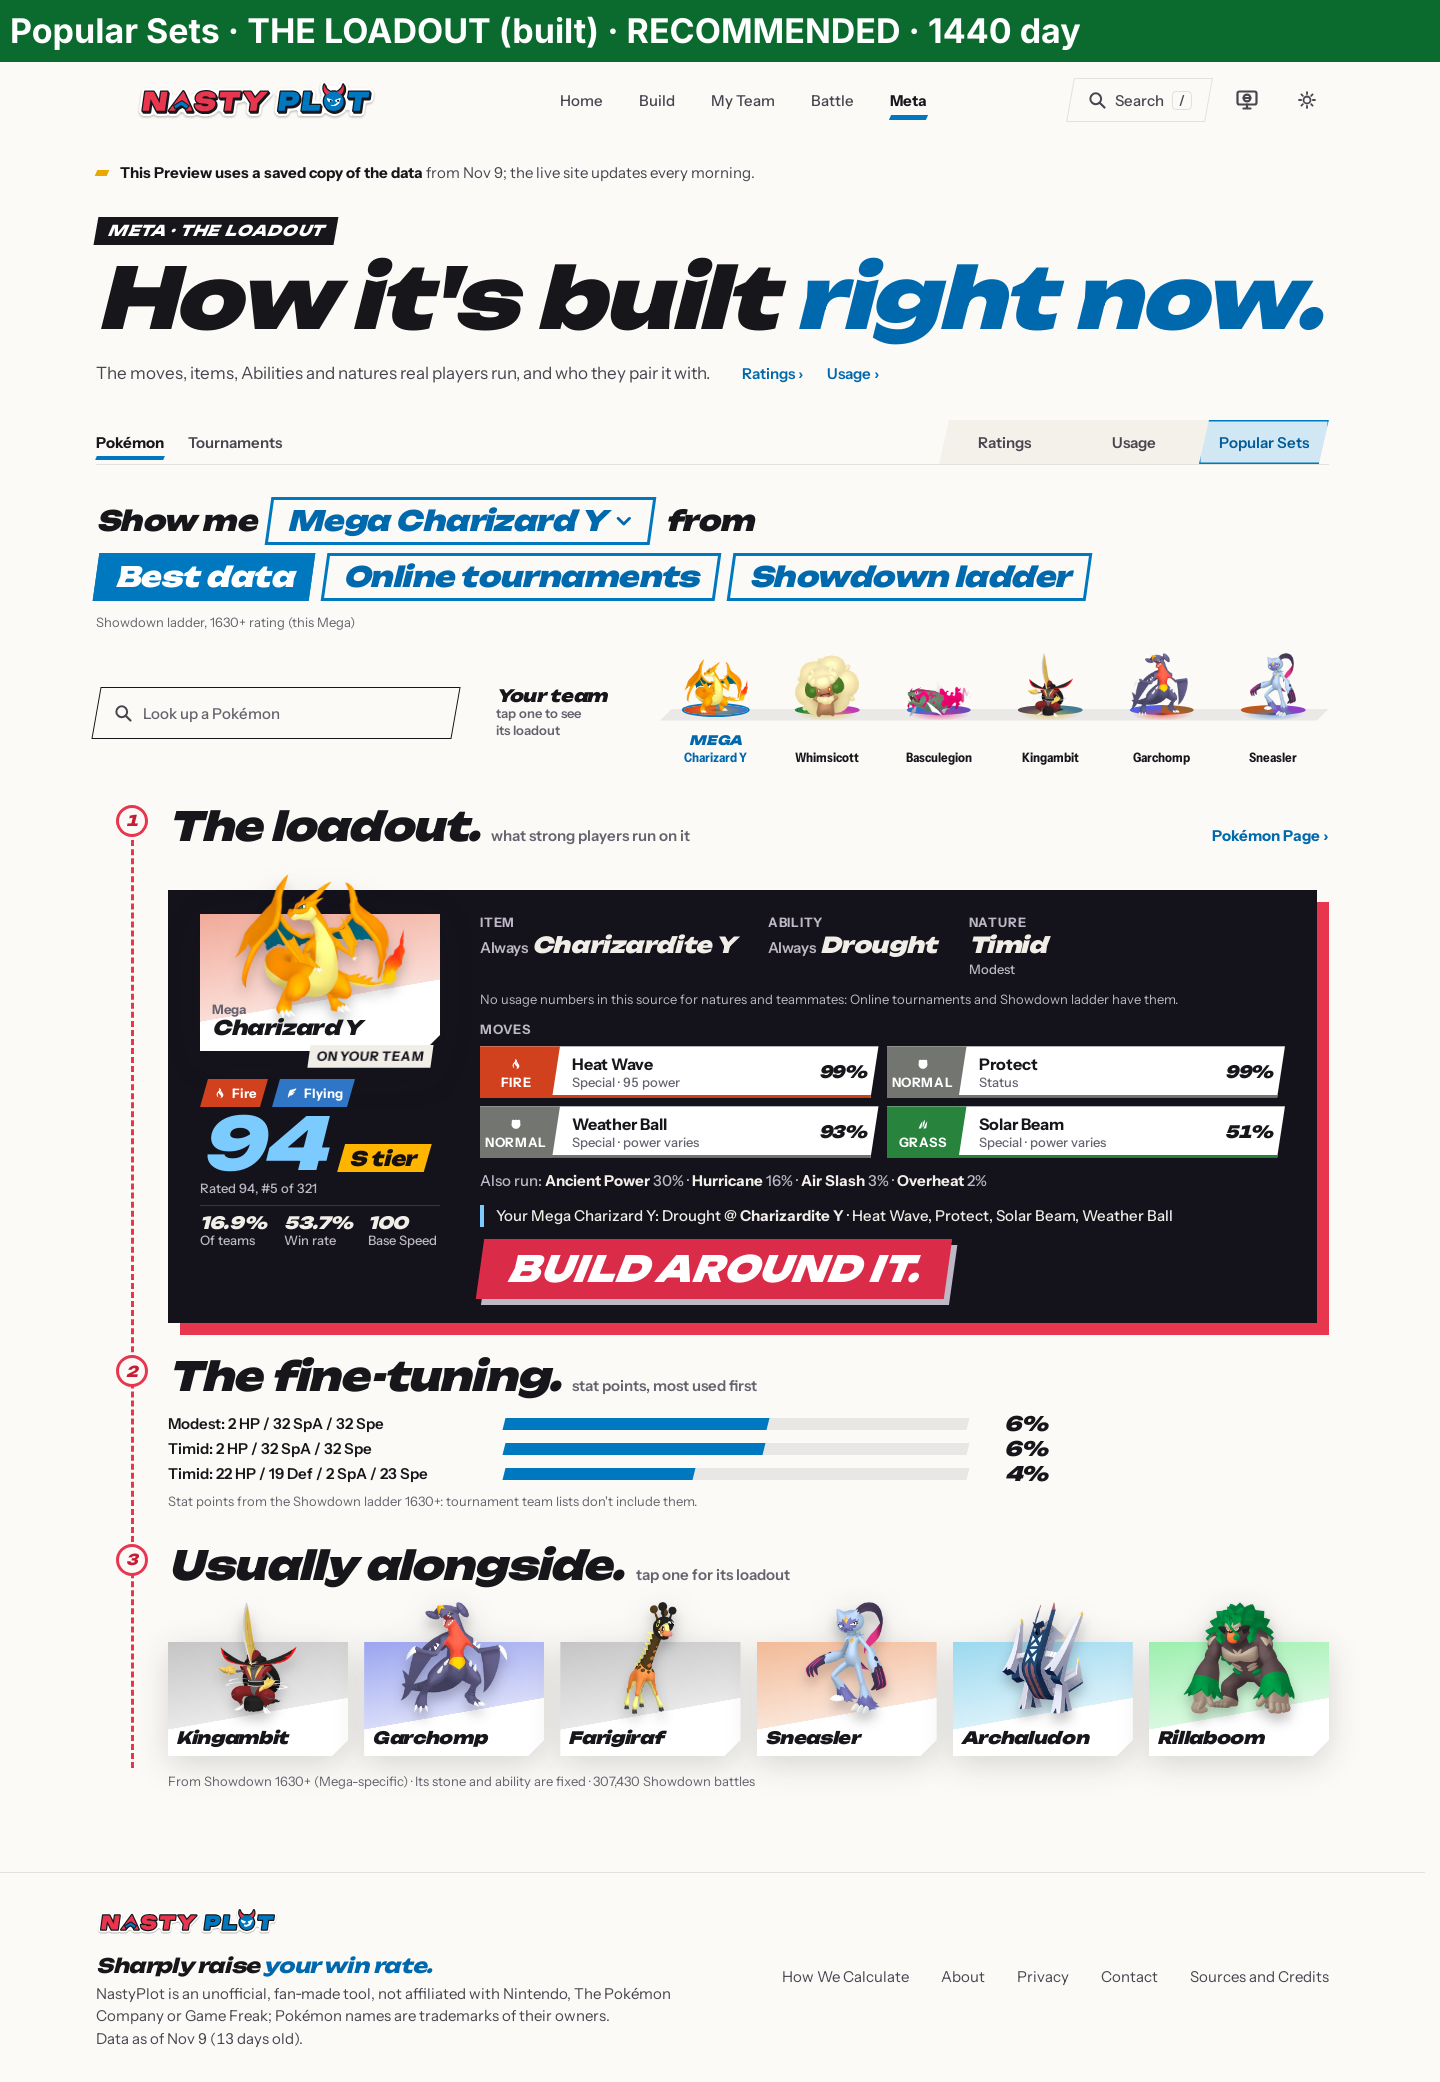 Popular Sets · THE LOADOUT (built) · RECOMMENDED · 1440 day
NASTY PLOT
Home Build My Team Battle Meta
Search /
This Preview uses a saved copy of the data from Nov 9; the live site updates every morning.
META · THE LOADOUT
How it's built right now.
The moves, items, Abilities and natures real players run, and who they pair it with. Ratings › Usage ›
Pokémon Tournaments
Ratings Usage Popular Sets
Show me Mega Charizard Y from
Best data Online tournaments Showdown ladder
Showdown ladder, 1630+ rating (this Mega)
Look up a Pokémon
Your team
tap one to see
its loadout
MEGA
Charizard Y Whimsicott Basculegion Kingambit Garchomp Sneasler
1 The loadout. what strong players run on it Pokémon Page ›
Mega
Charizard Y
ON YOUR TEAM
Fire Flying
94 S tier
Rated 94, #5 of 321
16.9% 53.7% 100
Of teams Win rate Base Speed
ITEM ABILITY NATURE
Always Charizardite Y Always Drought Timid
Modest
No usage numbers in this source for natures and teammates: Online tournaments and Showdown ladder have them.
MOVES
FIRE Heat Wave Special · 95 power 99%
NORMAL Protect Status 99%
NORMAL Weather Ball Special · power varies 93%
GRASS Solar Beam Special · power varies 51%
Also run: Ancient Power 30% · Hurricane 16% · Air Slash 3% · Overheat 2%
Your Mega Charizard Y: Drought @ Charizardite Y · Heat Wave, Protect, Solar Beam, Weather Ball
BUILD AROUND IT.
2 The fine-tuning. stat points, most used first
Modest: 2 HP / 32 SpA / 32 Spe 6%
Timid: 2 HP / 32 SpA / 32 Spe 6%
Timid: 22 HP / 19 Def / 2 SpA / 23 Spe 4%
Stat points from the Showdown ladder 1630+: tournament team lists don't include them.
3 Usually alongside. tap one for its loadout
Kingambit Garchomp Farigiraf Sneasler Archaludon Rillaboom
From Showdown 1630+ (Mega-specific) · Its stone and ability are fixed · 307,430 Showdown battles
NASTY PLOT
Sharply raise your win rate.
NastyPlot is an unofficial, fan-made tool, not affiliated with Nintendo, The Pokémon
Company or Game Freak; Pokémon names are trademarks of their owners.
Data as of Nov 9 (13 days old).
How We Calculate About Privacy Contact Sources and Credits